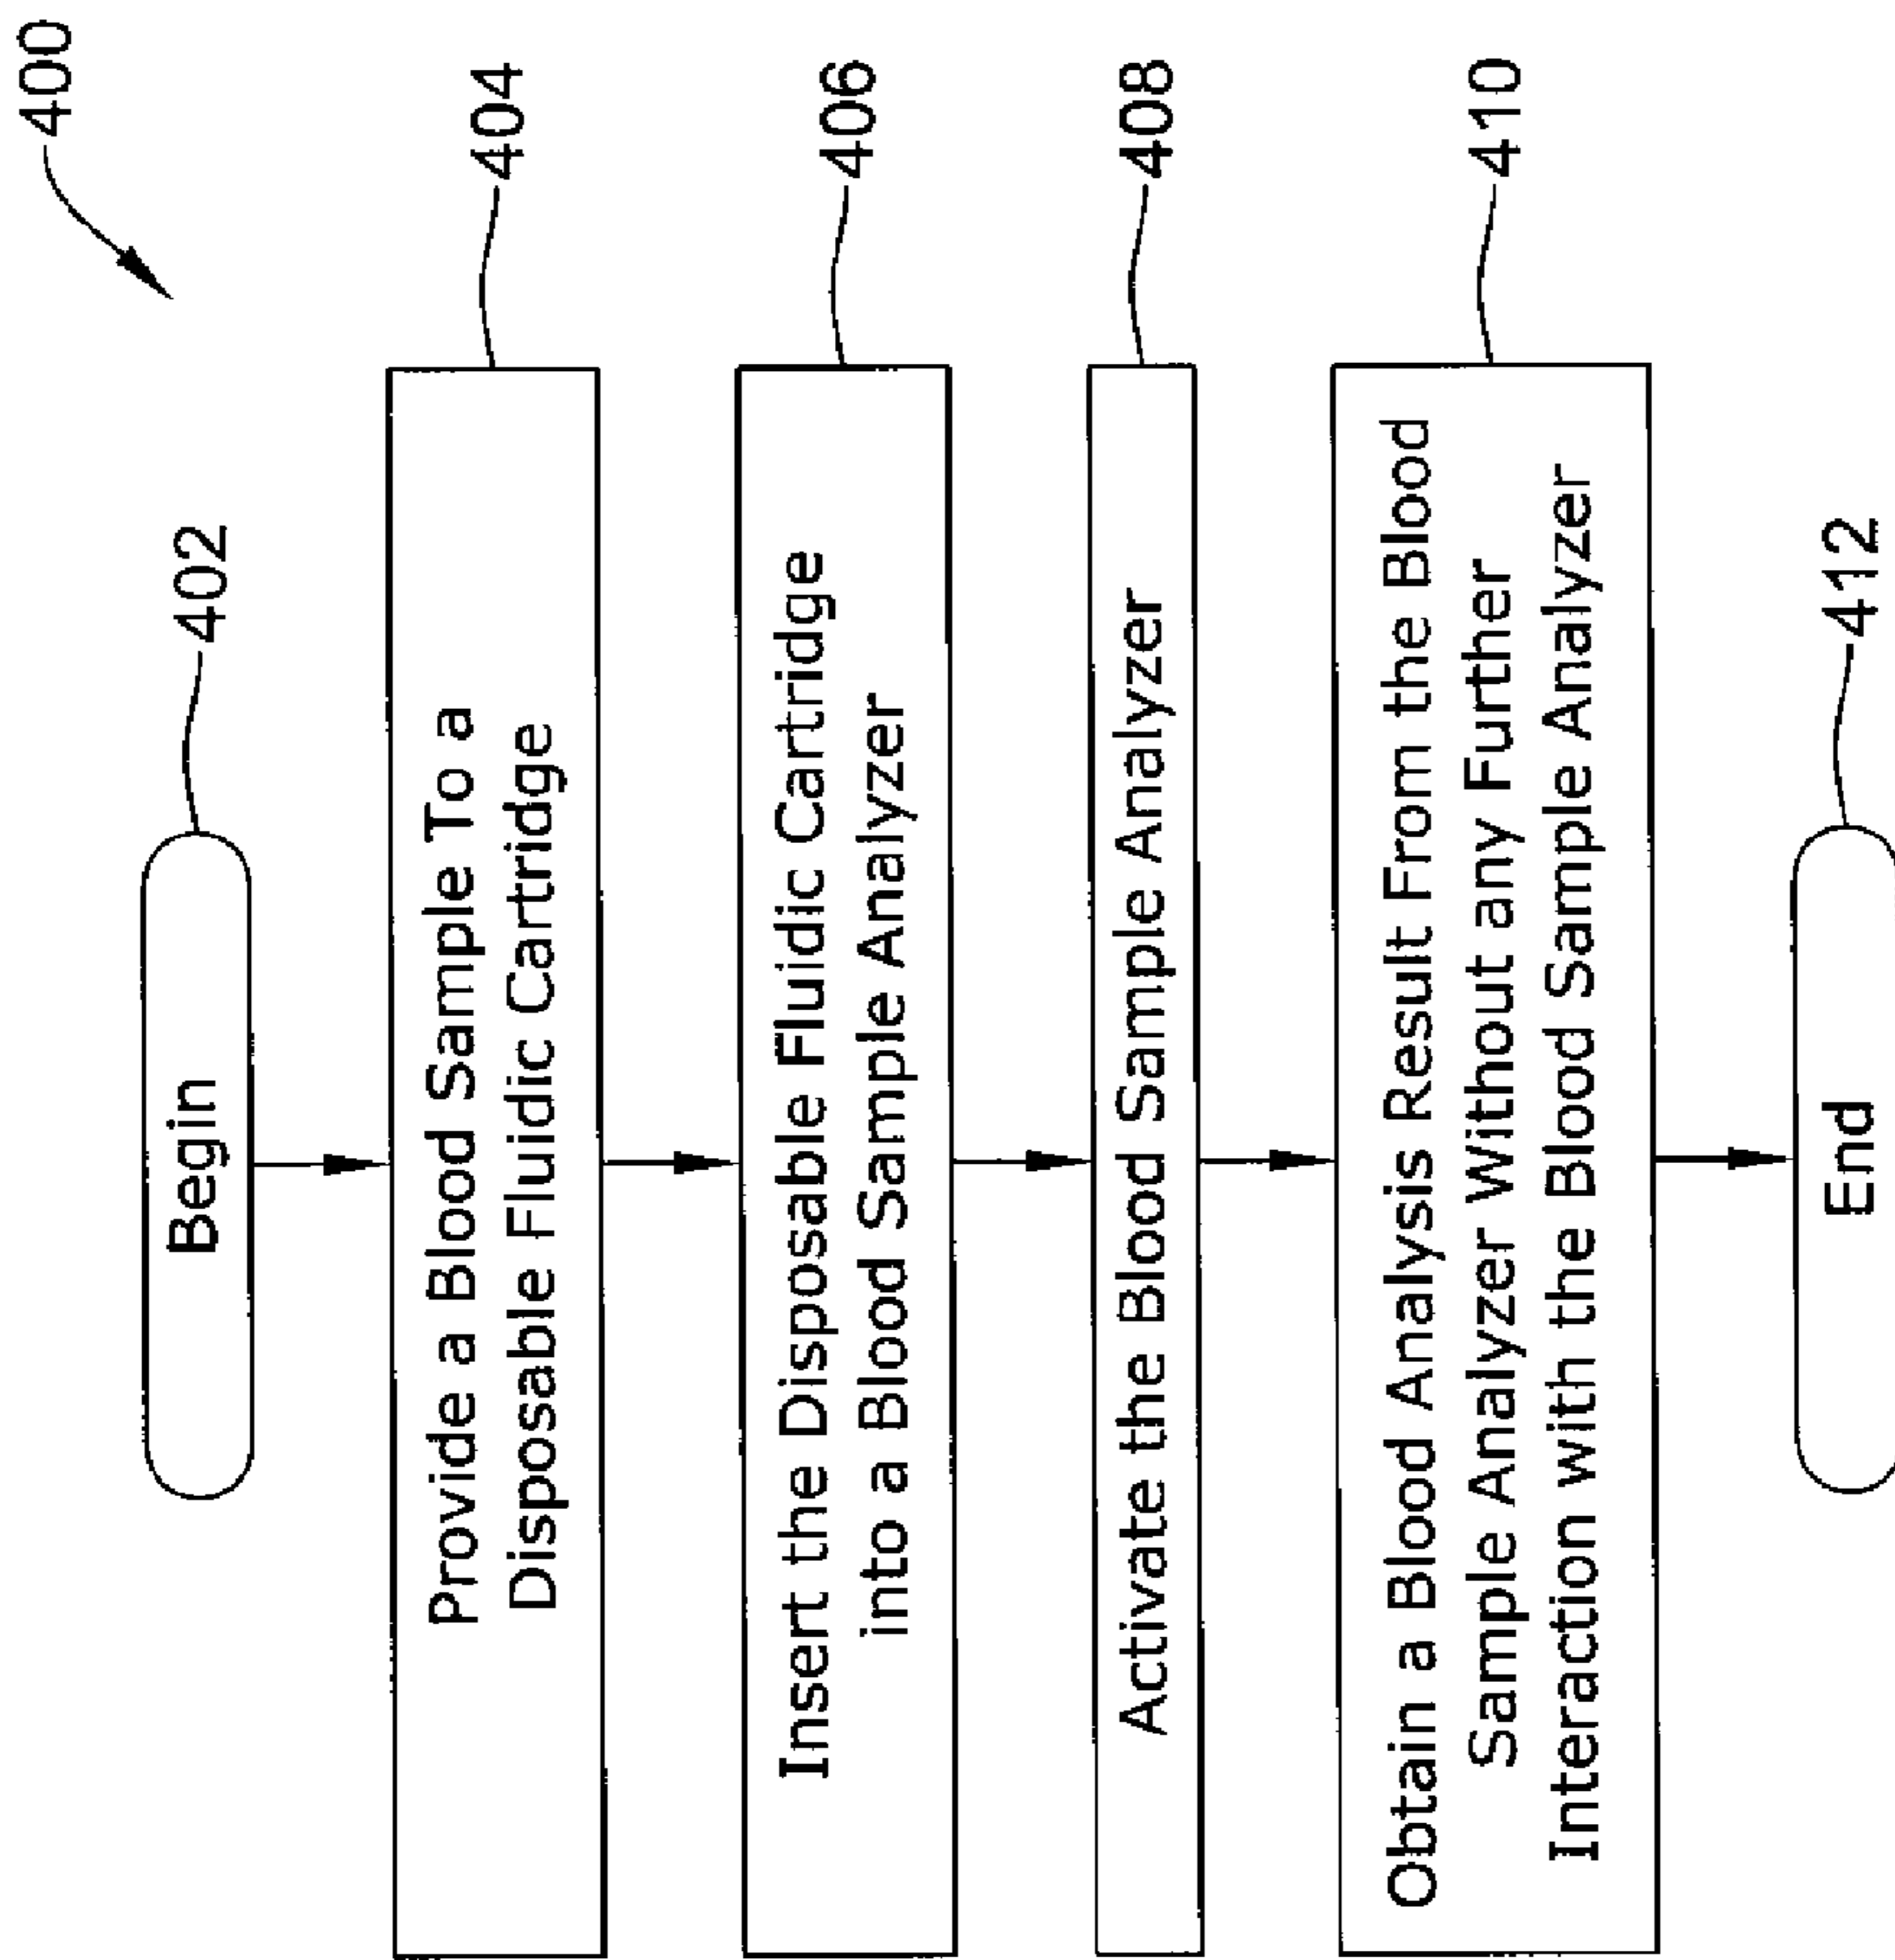 400
Begin
402
Provide a Blood Sample To a
Disposable Fluidic Cartridge
404
Insert the Disposable Fluidic Cartridge
into a Blood Sample Analyzer
406
Activate the Blood Sample Analyzer
408
Obtain a Blood Analysis Result From the Blood
Sample Analyzer Without any Further
Interaction with the Blood Sample Analyzer
410
End
412